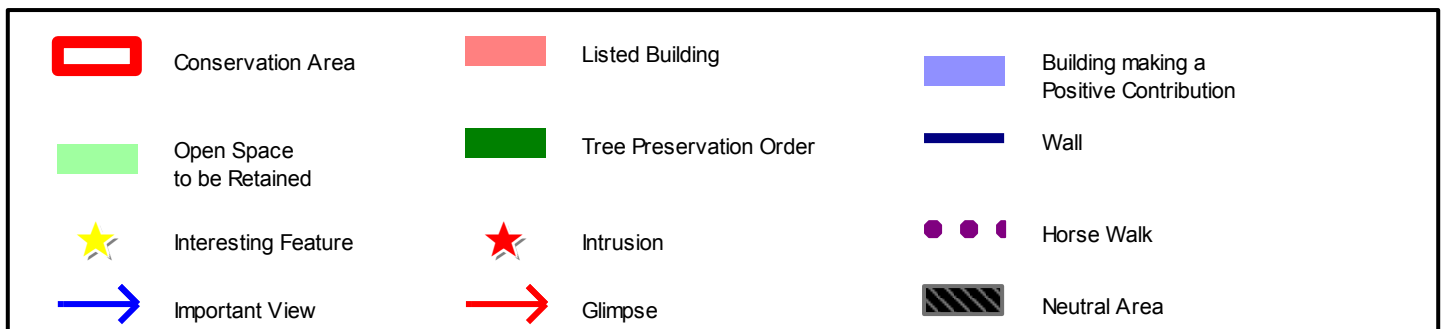 Conservation Area
Listed Building
Building making a
Positive Contribution
Open Space
to be Retained
Tree Preservation Order
Wall
Interesting Feature
Intrusion
Horse Walk
Important View
Glimpse
Neutral Area